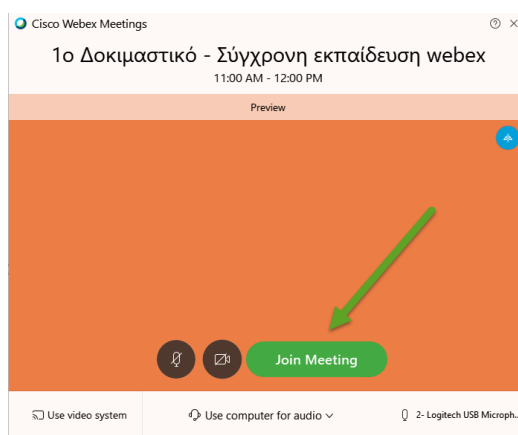 Cisco Webex Meetings
1ο Δοκιμαστικό - Σύγχρονη εκπαίδευση webex
11:00 AM - 12:00 PM
Preview
Join Meeting
Use video system
Use computer for audio
2- Logitech USB Microph..